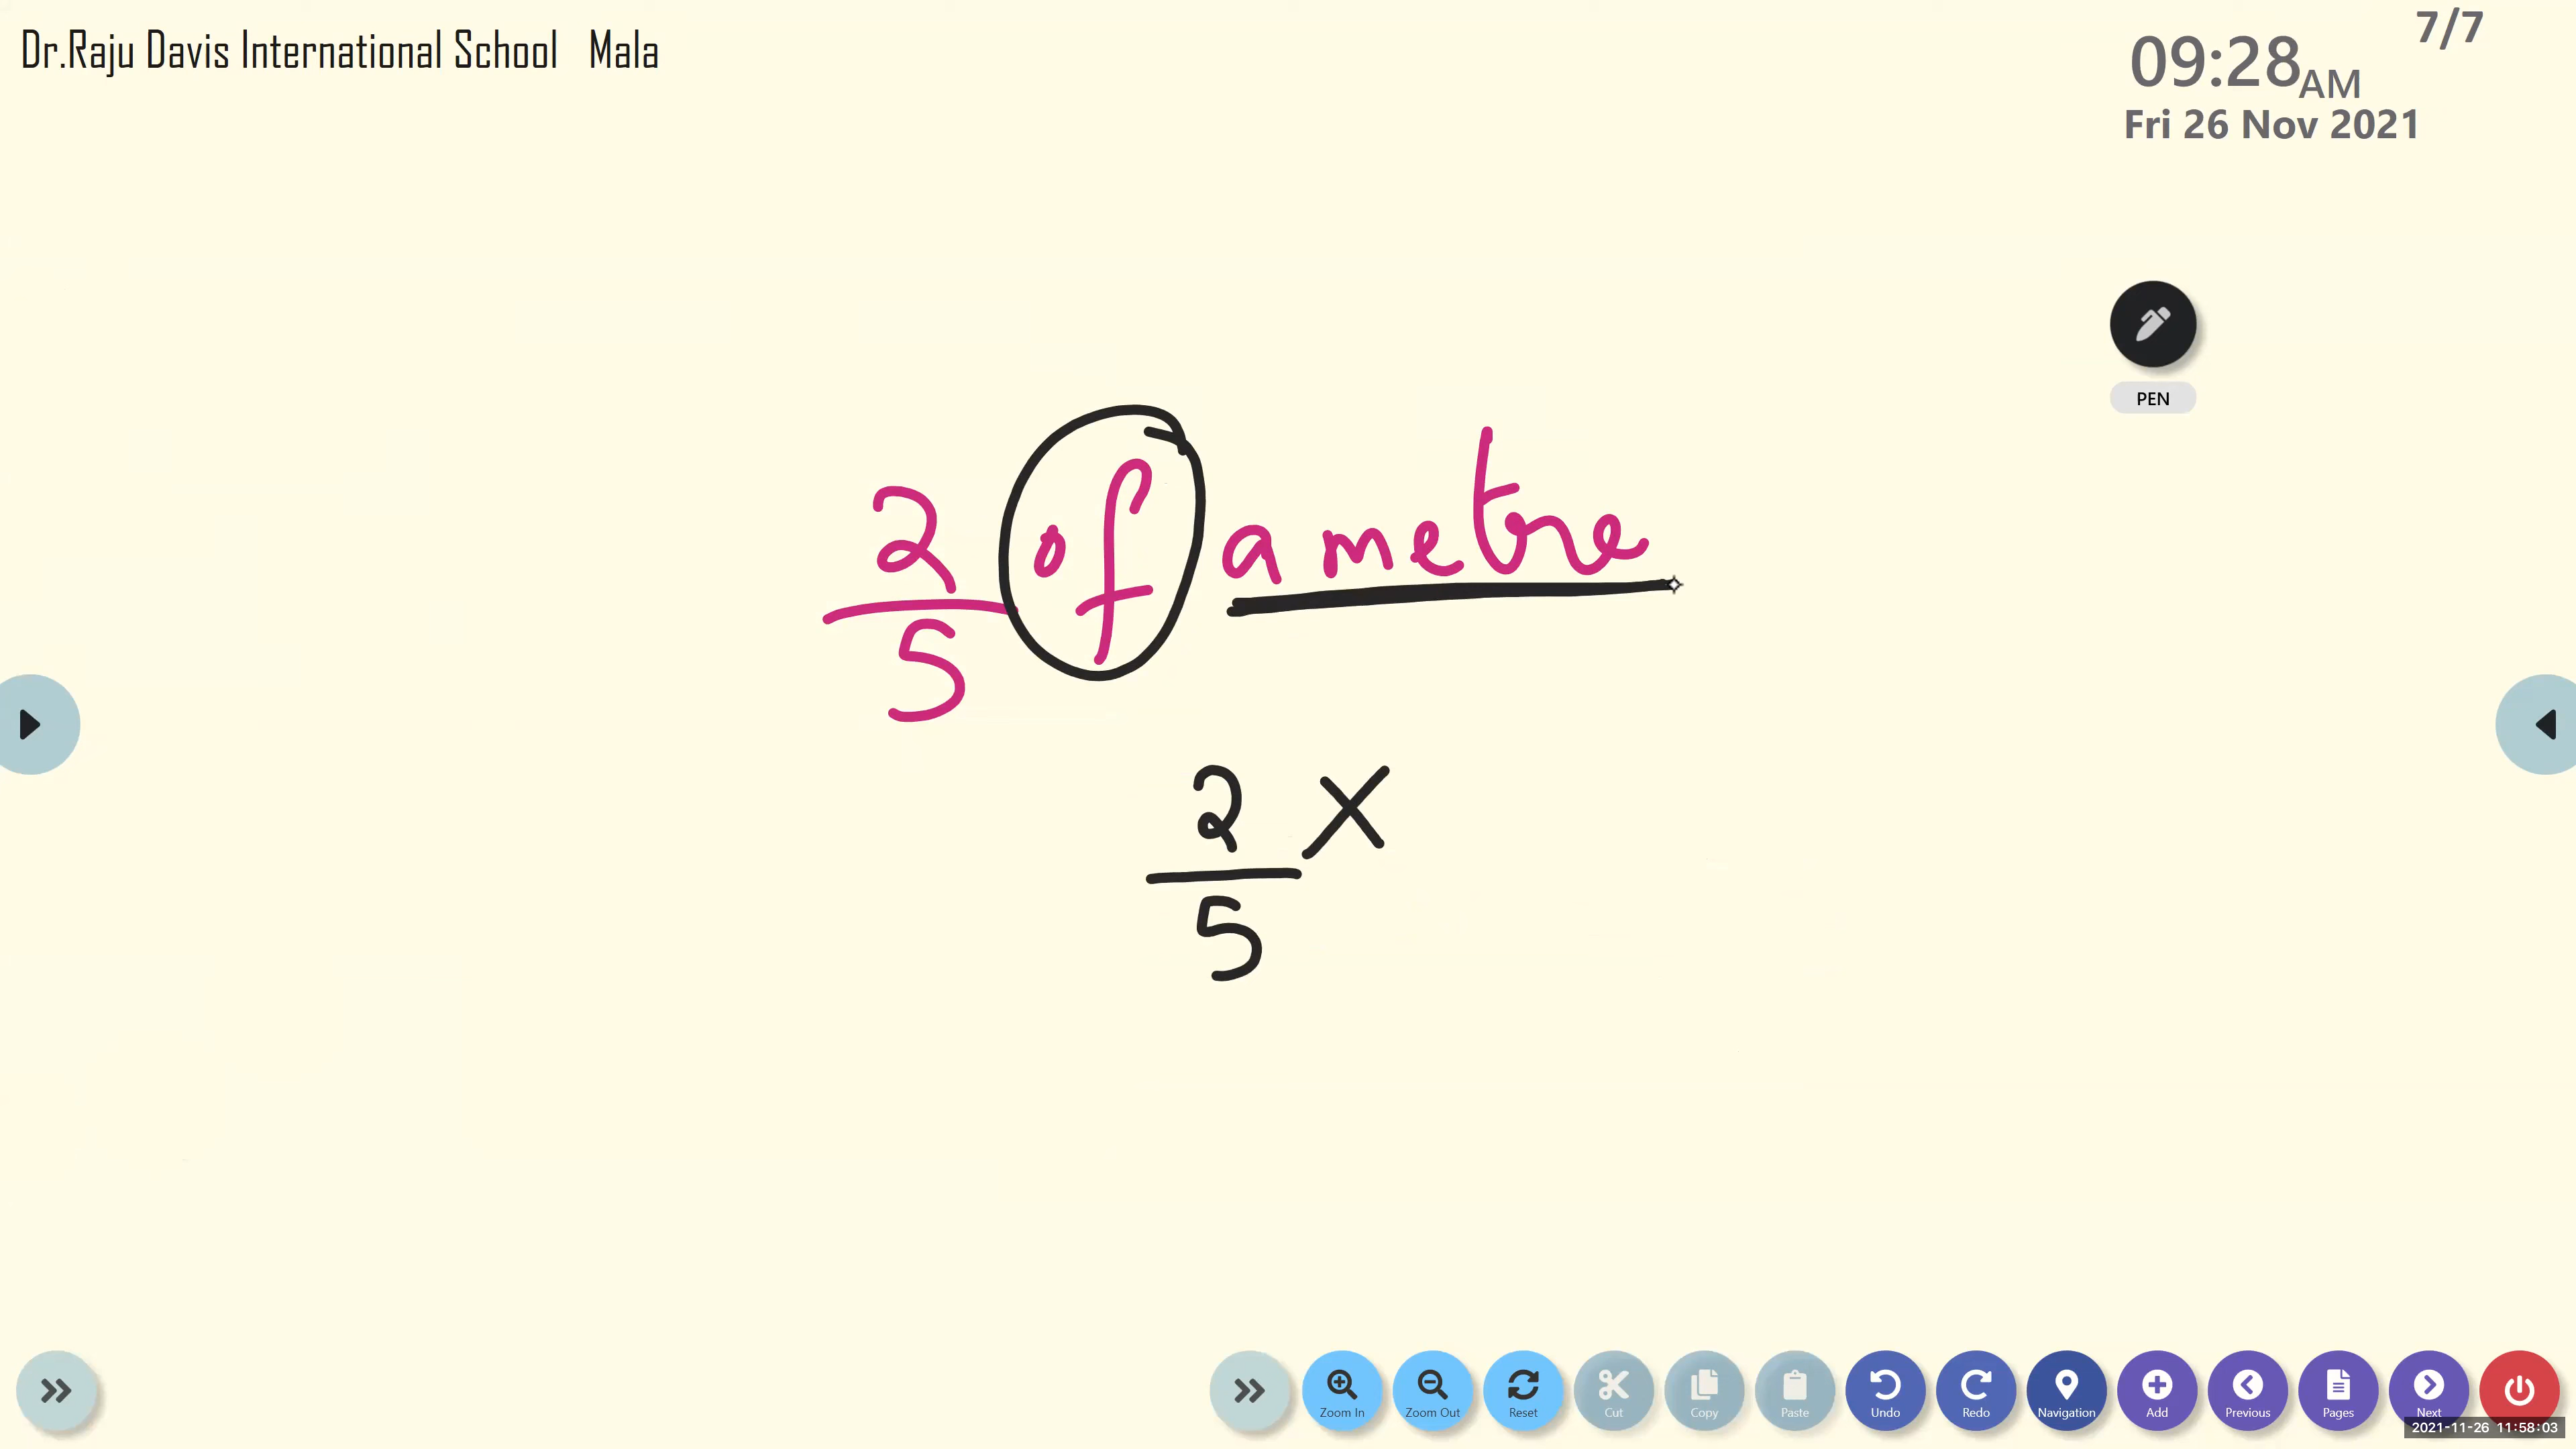 Dr.Raju Davis International School Mala
7/7
09:28 AM
Fri 26 Nov 2021
PEN
2/5 of a metre
2/5 X
Zoom In
Zoom Out
Reset
Cut
Copy
Paste
Undo
Redo
Navigation
Add
Previous
Pages
Next
2021-11-26 11:58:03